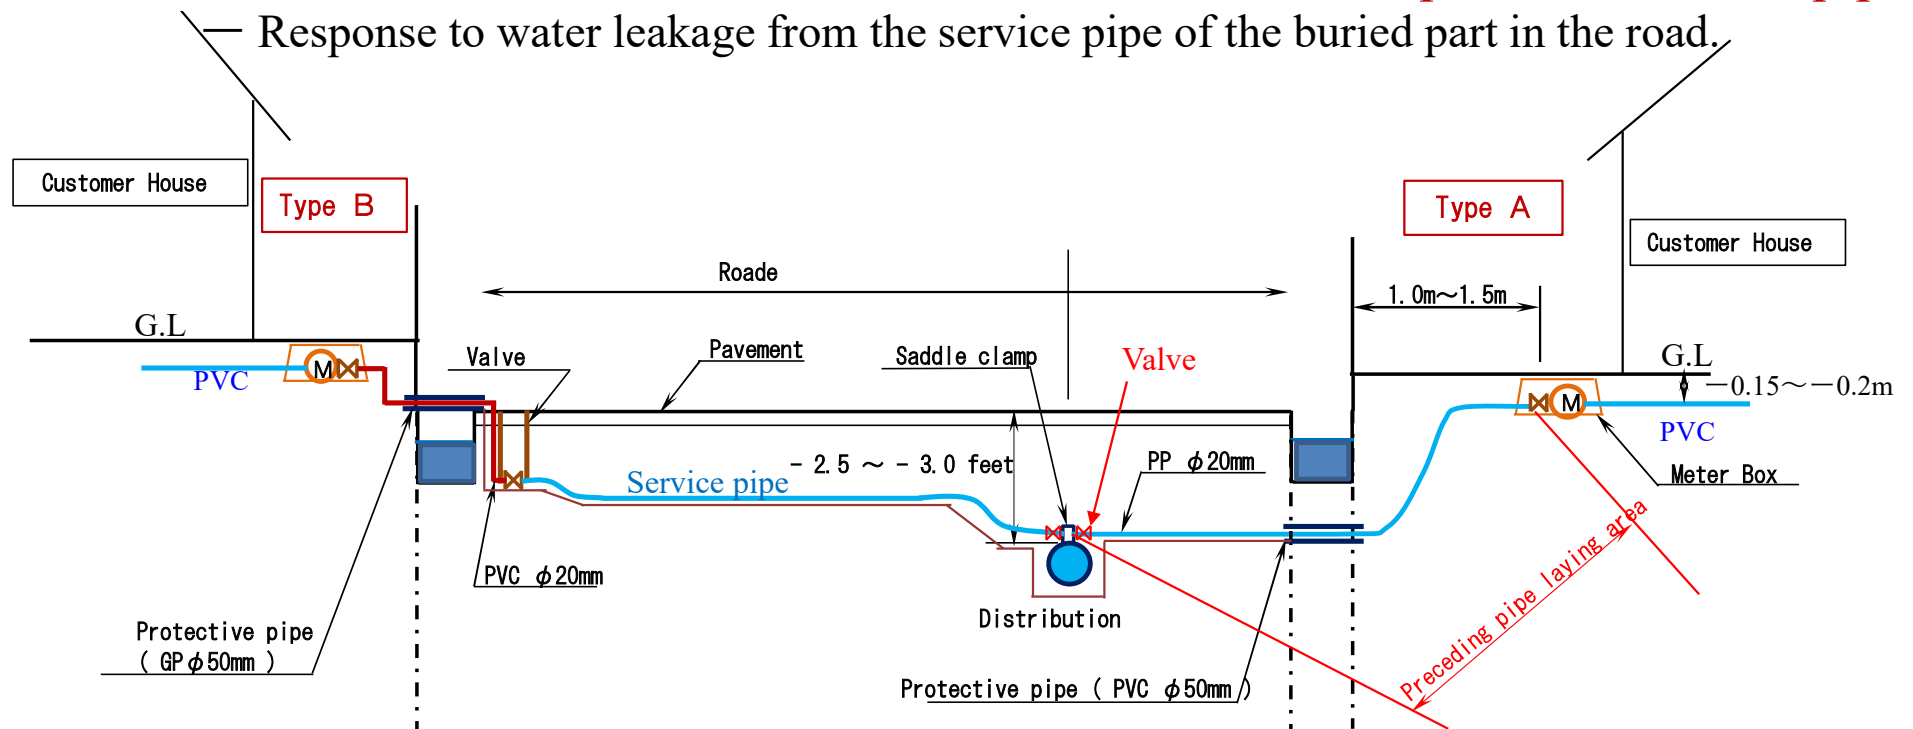 — Response to water leakage from the service pipe of the buried part in the road.
Customer House
Type B
Type A
Customer House
Roade
1.0m～1.5m
G.L
Valve
Pavement
Saddle clamp
Valve
G.L
－0.15～－0.2m
M
PVC
M
PVC
- 2.5 ～ - 3.0 feet
PP φ20mm
Meter Box
Service pipe
PVC φ20mm
Preceding pipe laying area
Distribution
Protective pipe
( GPφ50mm )
Protective pipe ( PVC φ50mm )